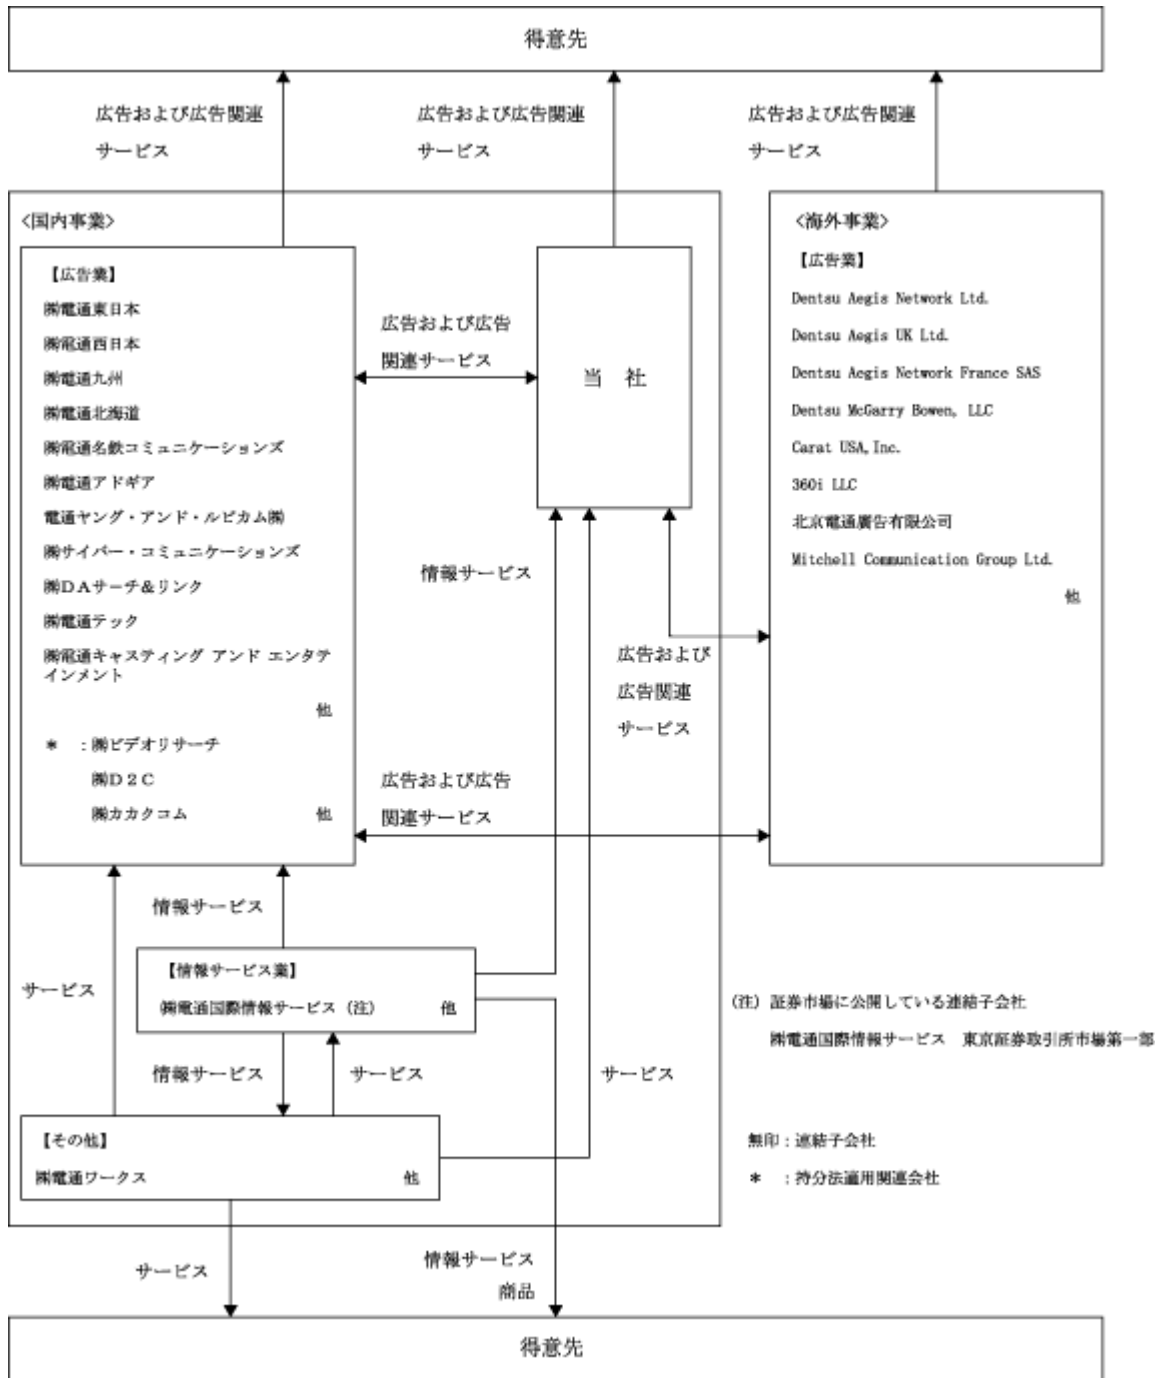 得意先
広告および広告関連
サービス
広告および広告関連
サービス
広告および広告関連
サービス
<国内事業>
【広告業】
㈱電通東日本
㈱電通西日本
㈱電通九州
㈱電通北海道
㈱電通名鉄コミュニケーションズ
㈱電通アドギア
電通ヤング・アンド・ルビカム㈱
㈱サイバー・コミュニケーションズ
㈱DAサーチ&リンク
㈱電通テック
㈱電通キャスティング アンド エンタテ
インメント
他
* :㈱ビデオリサーチ
㈱D2C
㈱カカクコム 他
広告および広告
関連サービス
当 社
<海外事業>
【広告業】
Dentsu Aegis Network Ltd.
Dentsu Aegis UK Ltd.
Dentsu Aegis Network France SAS
Dentsu McGarry Bowen, LLC
Carat USA,Inc.
360i LLC
北京電通廣告有限公司
Mitchell Communication Group Ltd.
他
情報サービス
広告および
広告関連
サービス
広告および広告
関連サービス
情報サービス
サービス
【情報サービス業】
㈱電通国際情報サービス(注) 他
情報サービス
サービス
サービス
【その他】
㈱電通ワークス 他
(注) 証券市場に公開している連結子会社
㈱電通国際情報サービス 東京証券取引所市場第一部
無印:連結子会社
* :持分法適用関連会社
サービス
情報サービス
商品
得意先